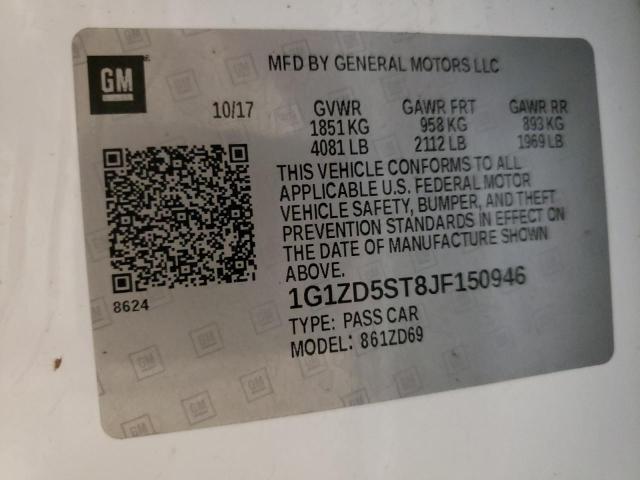 GM
MFD BY GENERAL MOTORS LLC
10/17 GVWR GAWR FRT GAWR RR
1851 KG 958 KG 893 KG
4081 LB 2112 LB 1969 LB
THIS VEHICLE CONFORMS TO ALL
APPLICABLE U.S. FEDERAL MOTOR
VEHICLE SAFETY, BUMPER, AND THEFT
PREVENTION STANDARDS IN EFFECT ON
THE DATE OF MANUFACTURE SHOWN
ABOVE.
8624
1G1ZD5ST8JF150946
TYPE: PASS CAR
MODEL: 861ZD69